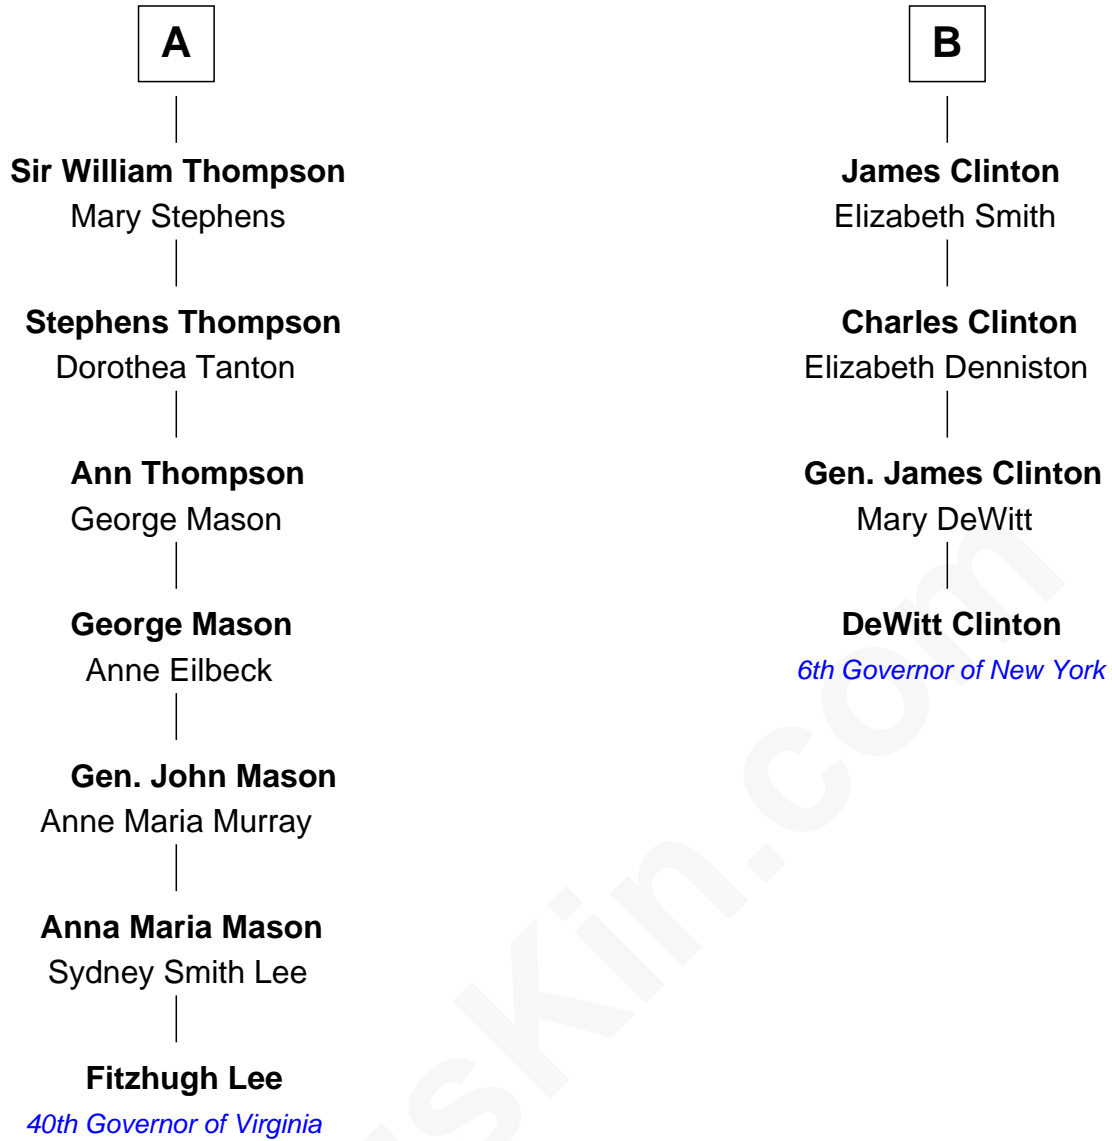 A
Sir William Thompson
Mary Stephens
Stephens Thompson
Dorothea Tanton
Ann Thompson
George Mason
George Mason
Anne Eilbeck
Gen. John Mason
Anne Maria Murray
Anna Maria Mason
Sydney Smith Lee
Fitzhugh Lee
40th Governor of Virginia
B
James Clinton
Elizabeth Smith
Charles Clinton
Elizabeth Denniston
Gen. James Clinton
Mary DeWitt
DeWitt Clinton
6th Governor of New York
usKin.com